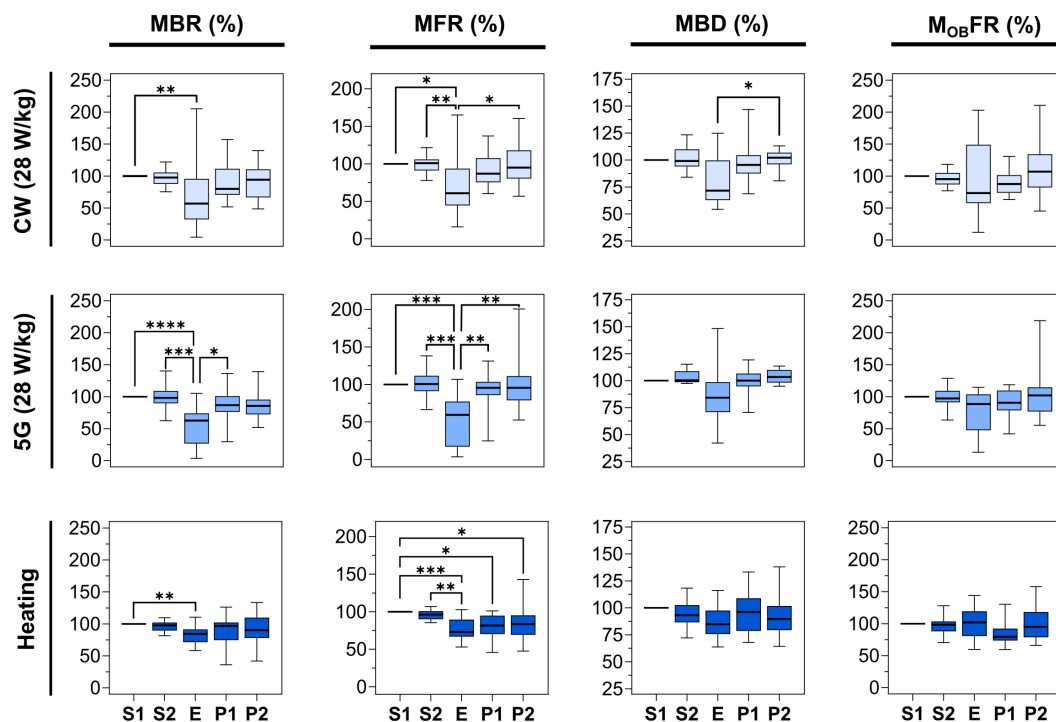 MBR (%) MFR (%) MBD (%) M_OB FR (%)
CW (28 W/kg)
250 200 150 100 50 0
**
200 150 100 50 0
* ** *
175 150 125 100 75 50 25
*
250 200 150 100 50 0
5G (28 W/kg)
250 200 150 100 50 0
**** *** *
200 150 100 50 0
*** ** *** **
175 150 125 100 75 50 25
250 200 150 100 50 0
Heating
250 200 150 100 50 0
**
200 150 100 50 0
* * *** **
175 150 125 100 75 50 25
250 200 150 100 50 0
S1 S2 E P1 P2 S1 S2 E P1 P2 S1 S2 E P1 P2 S1 S2 E P1 P2